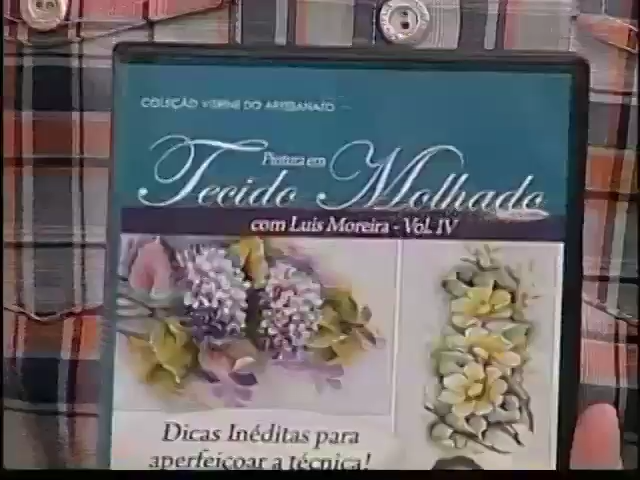 COLEÇÃO VITRINE DO ARTESANATO
Pintura em
Tecido Molhado
com Luis Moreira - Vol. IV
Dicas Inéditas para
aperfeiçoar a técnica!